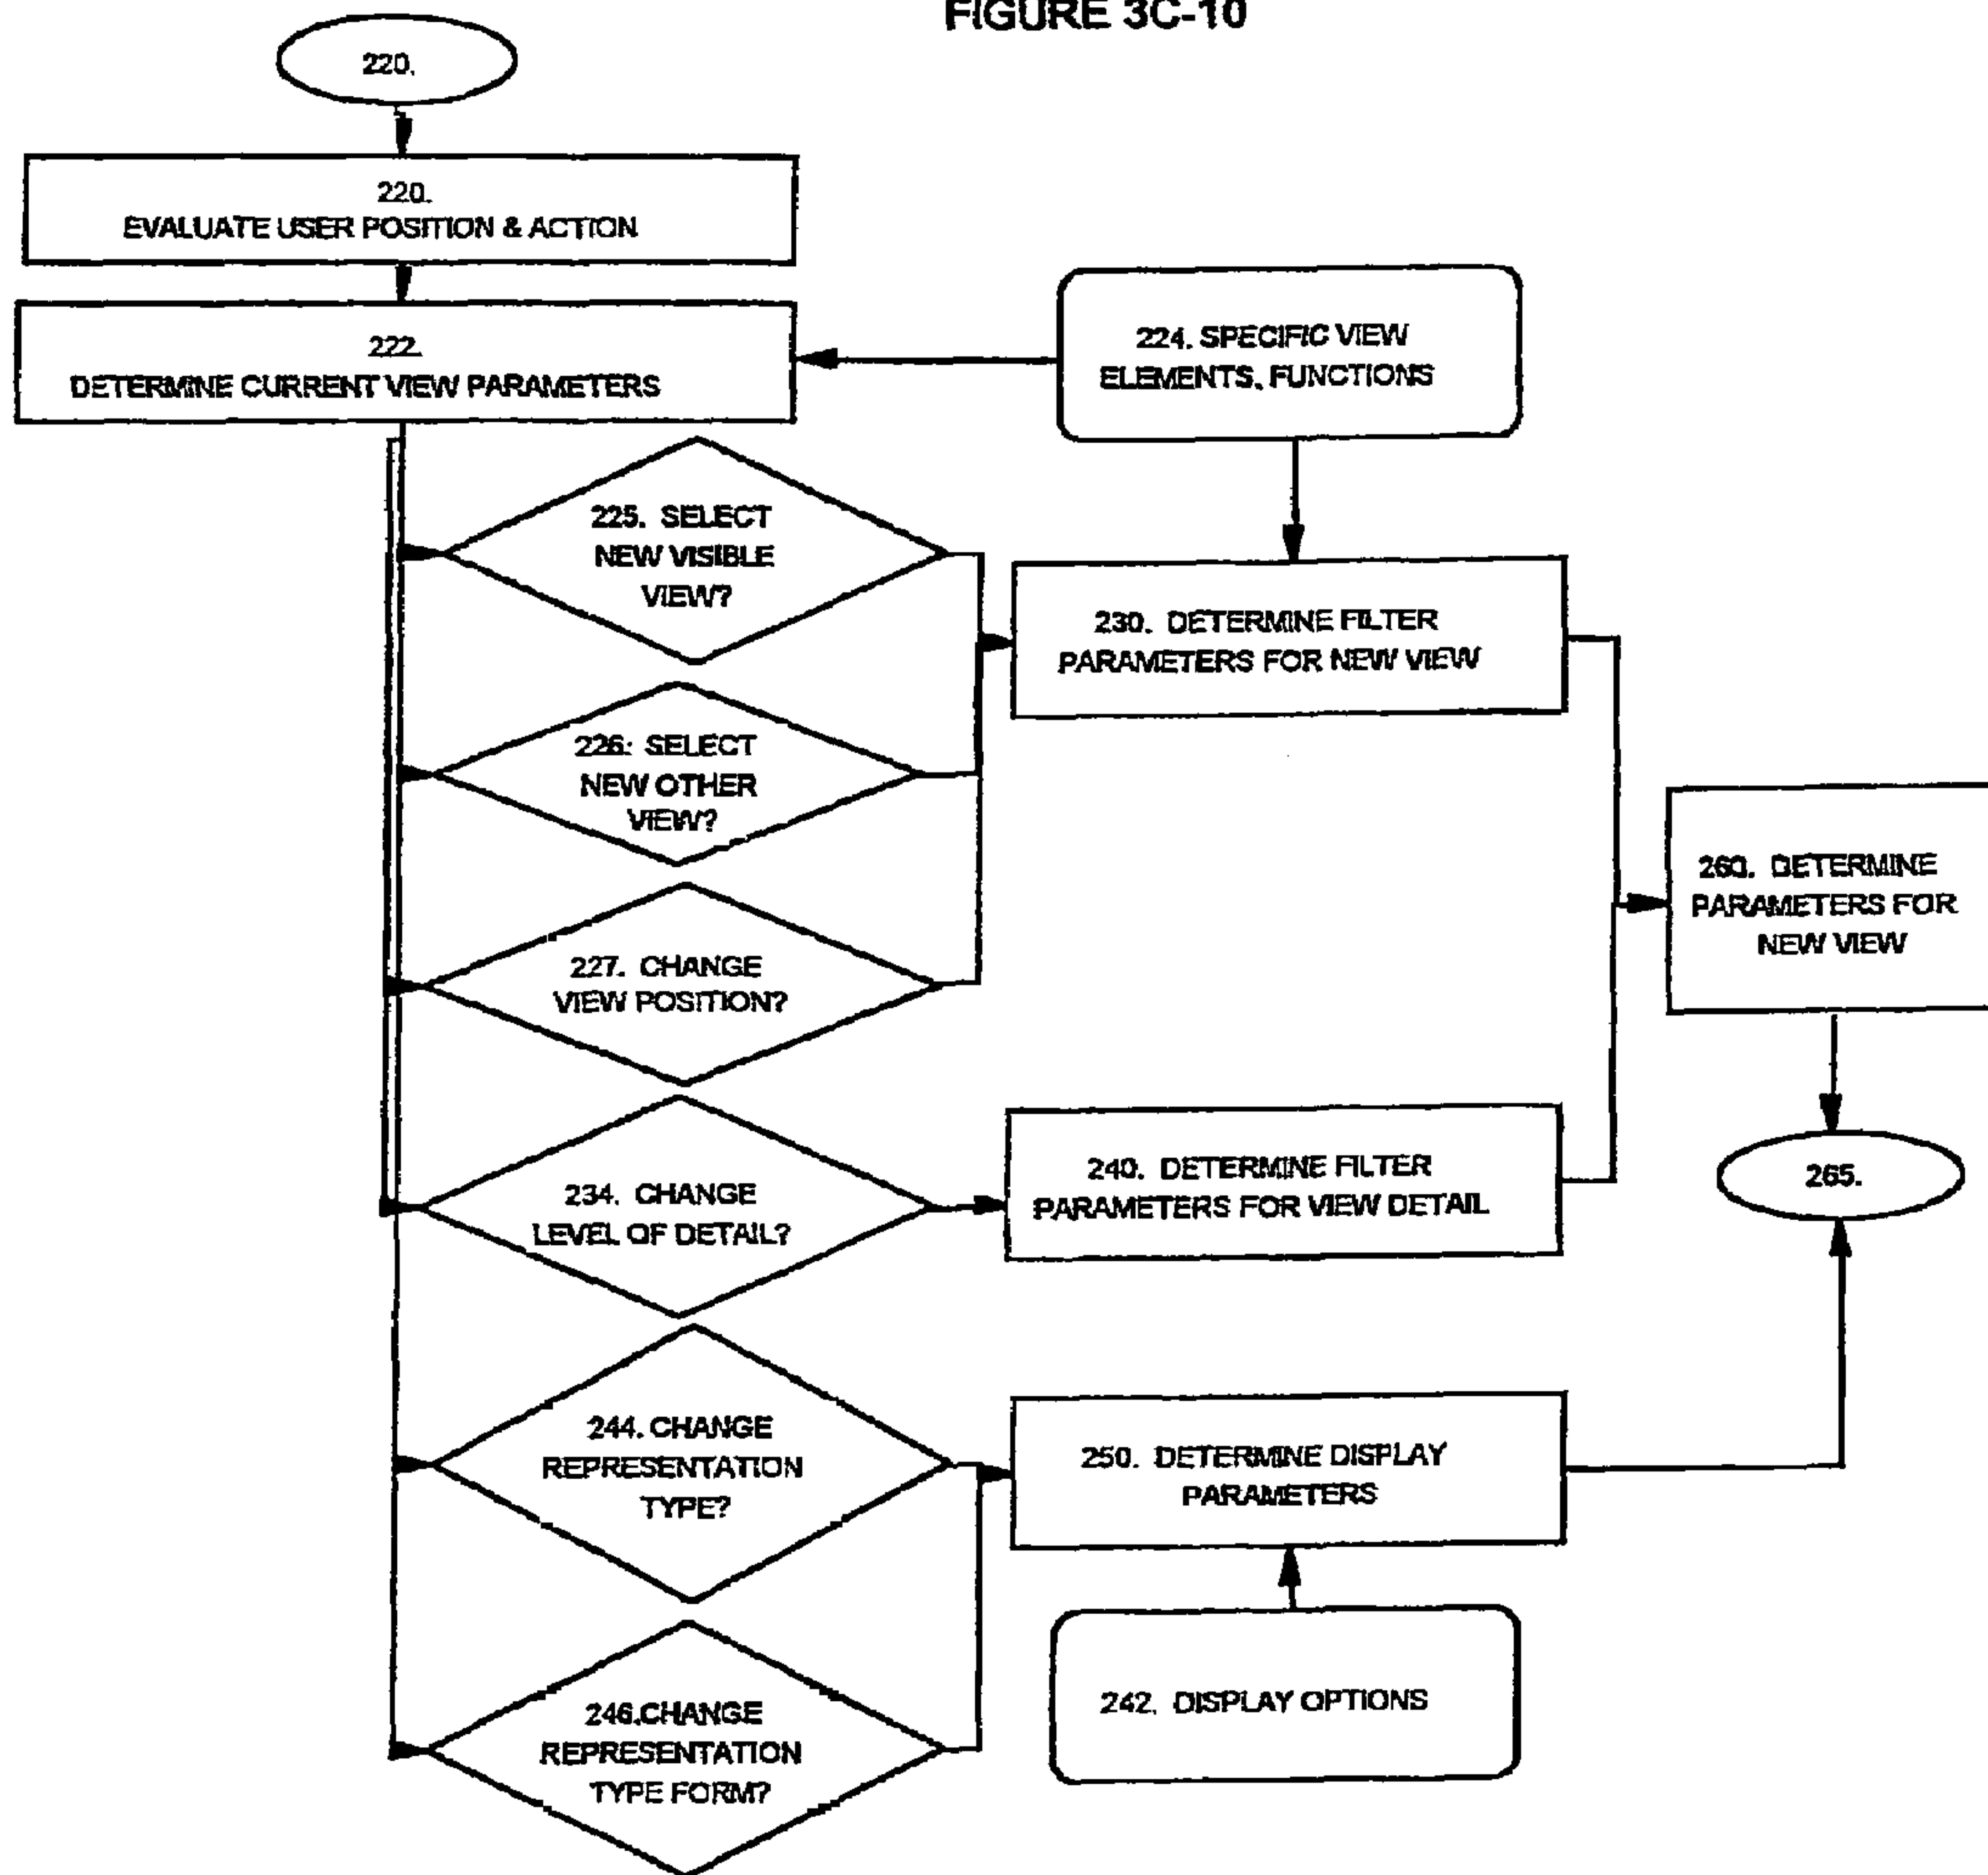 FIGURE 3C-10
220.
220.
EVALUATE USER POSITION & ACTION
222.
DETERMINE CURRENT VIEW PARAMETERS
224. SPECIFIC VIEW
ELEMENTS, FUNCTIONS
225. SELECT
NEW VISIBLE
VIEW?
230. DETERMINE FILTER
PARAMETERS FOR NEW VIEW
226. SELECT
NEW OTHER
VIEW?
260. DETERMINE
PARAMETERS FOR
NEW VIEW
227. CHANGE
VIEW POSITION?
234. CHANGE
LEVEL OF DETAIL?
240. DETERMINE FILTER
PARAMETERS FOR VIEW DETAIL
265.
244. CHANGE
REPRESENTATION
TYPE?
250. DETERMINE DISPLAY
PARAMETERS
246.CHANGE
REPRESENTATION
TYPE FORM?
242. DISPLAY OPTIONS